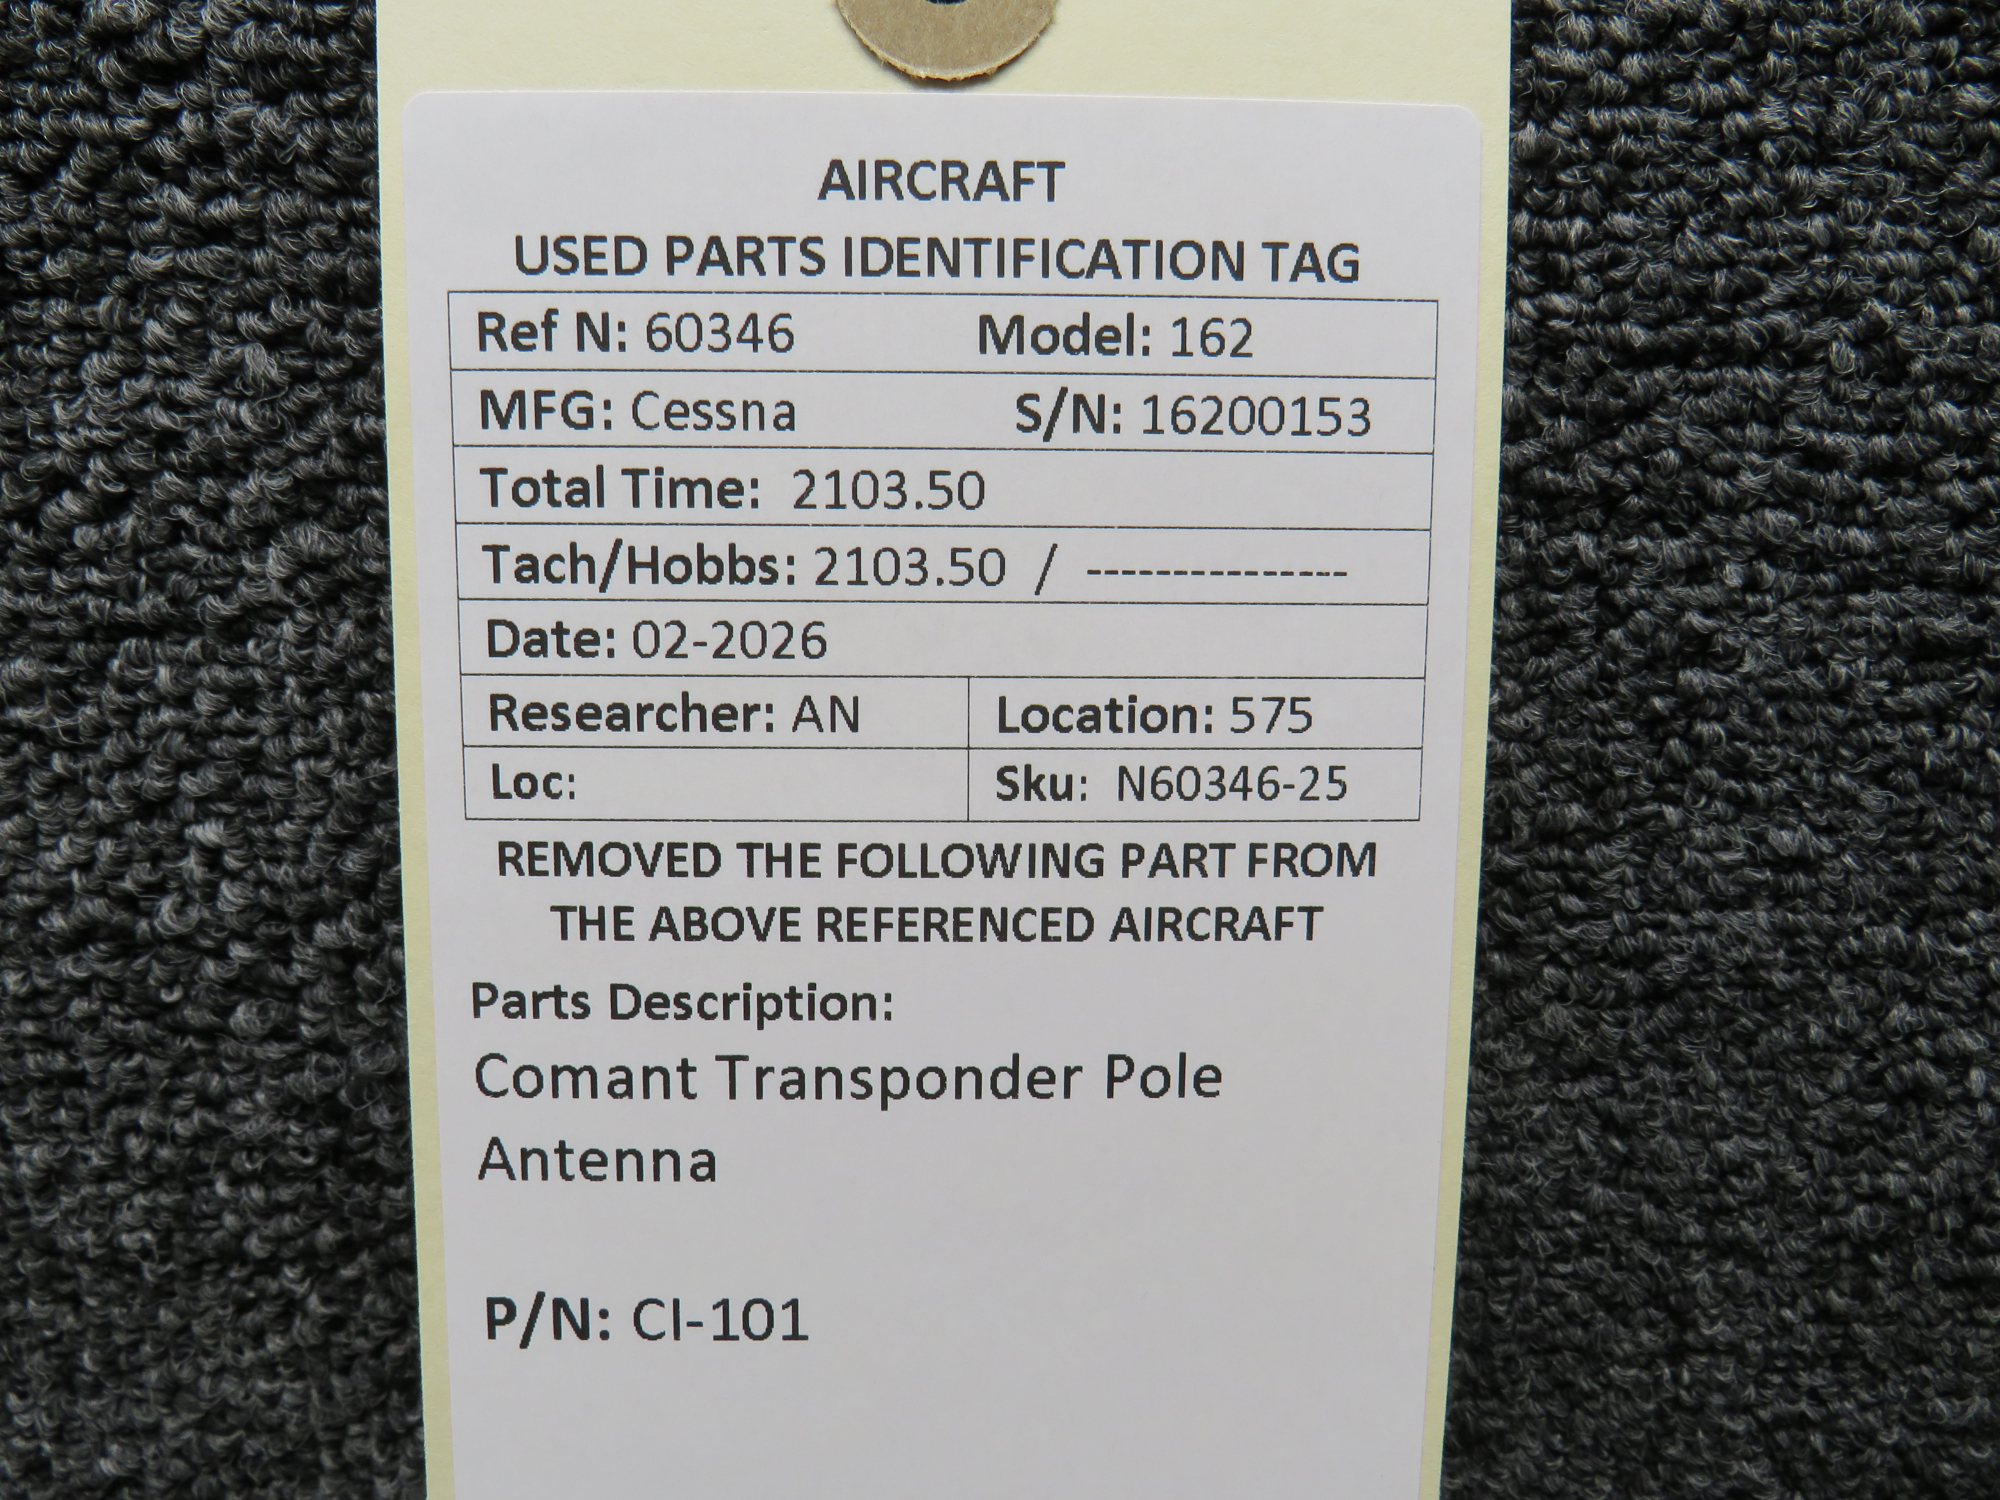 AIRCRAFT
USED PARTS IDENTIFICATION TAG
Ref N: 60346 Model: 162
MFG: Cessna S/N: 16200153
Total Time: 2103.50
Tach/Hobbs: 2103.50 / ---------------
Date: 02-2026
Researcher: AN Location: 575
Loc: Sku: N60346-25
REMOVED THE FOLLOWING PART FROM
THE ABOVE REFERENCED AIRCRAFT
Parts Description:
Comant Transponder Pole
Antenna
P/N: CI-101